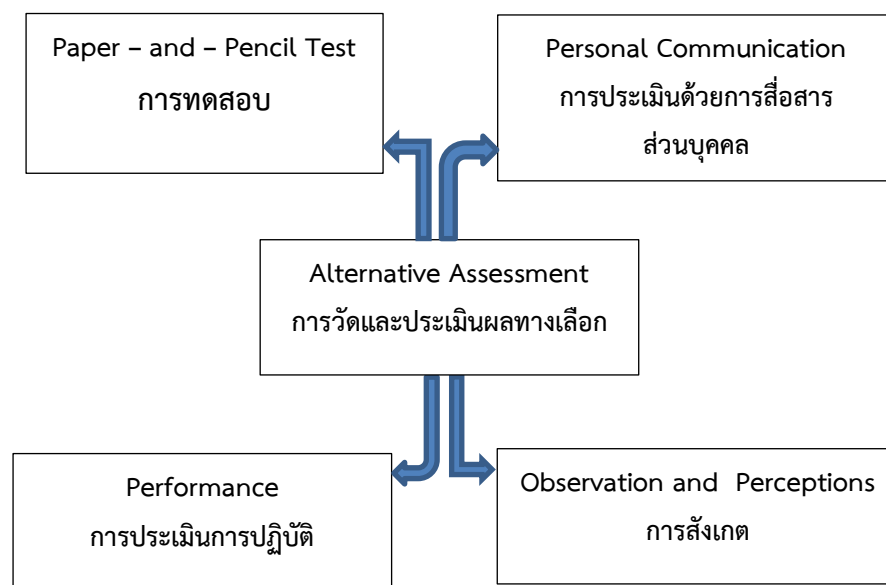 Paper – and – Pencil Test
การทดสอบ
Personal Communication
การประเมินด้วยการสื่อสาร
ส่วนบุคคล
Alternative Assessment
การวัดและประเมินผลทางเลือก
Performance
การประเมินการปฏิบัติ
Observation and Perceptions
การสังเกต